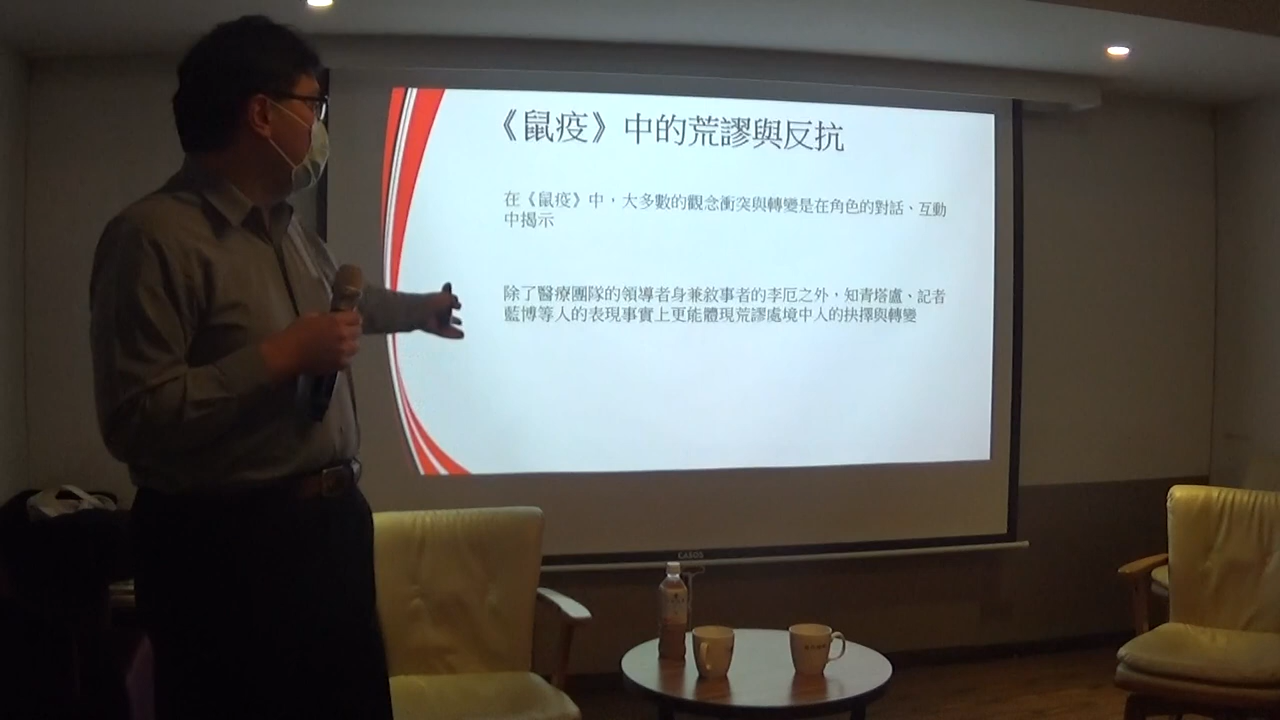 《鼠疫》中的荒謬與反抗
在《鼠疫》中，大多數的觀念衝突與轉變是在角色的對話、互動
中揭示
除了醫療團隊的領導者身兼敘事者的李厄之外，知青塔盧、記者
藍博等人的表現事實上更能體現荒謬處境中人的抉擇與轉變
CASOS